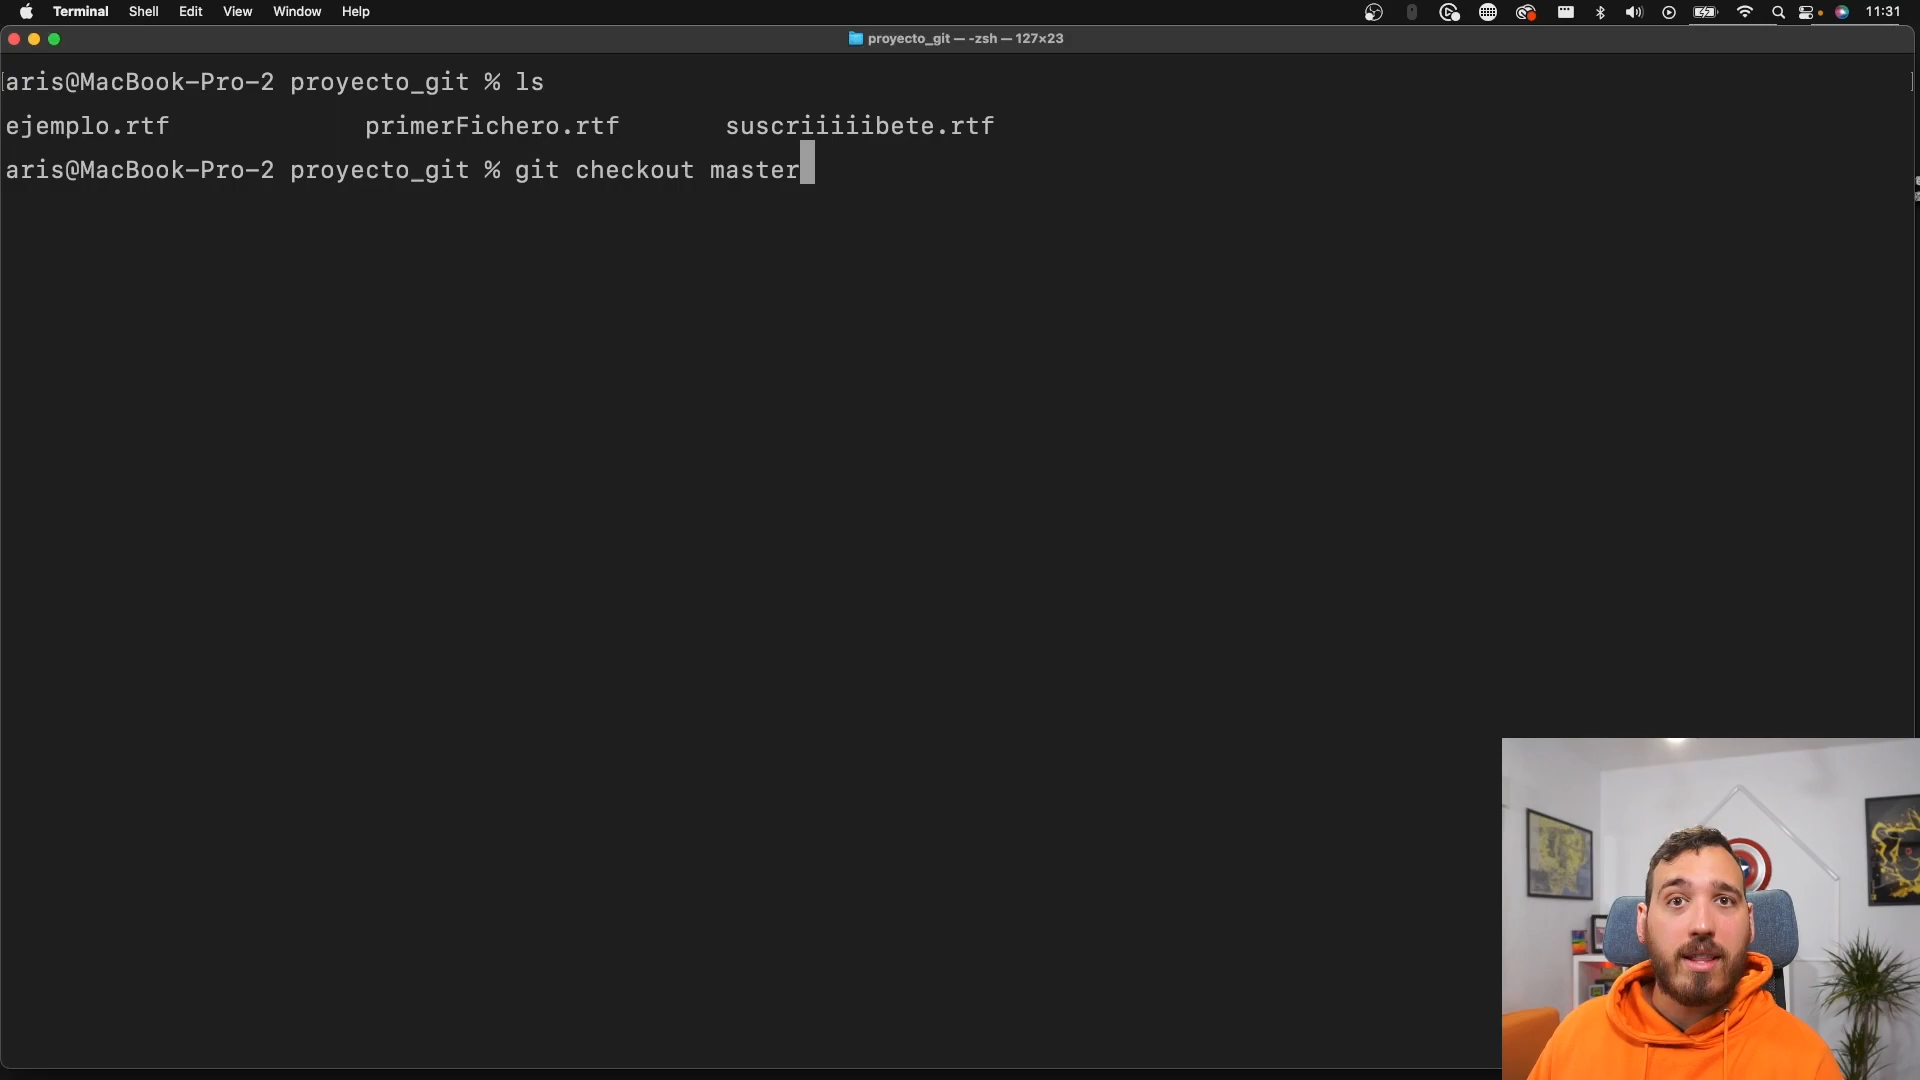 Terminal Shell Edit View Window Help 11:31
proyecto_git — -zsh — 127×23
aris@MacBook-Pro-2 proyecto_git % ls
ejemplo.rtf primerFichero.rtf suscriiiiibete.rtf
aris@MacBook-Pro-2 proyecto_git % git checkout master